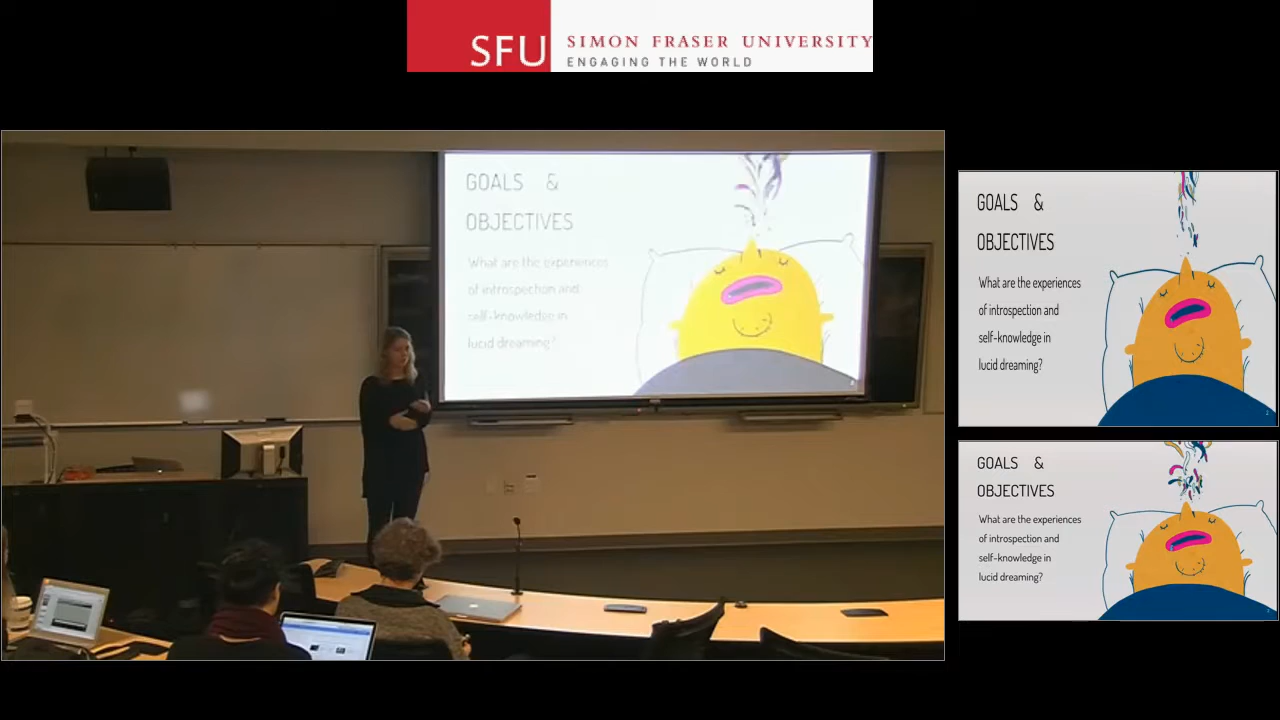 SFU
SIMON FRASER UNIVERSITY
ENGAGING THE WORLD
GOALS &
OBJECTIVES
What are the experiences
of introspection and
self-knowledge in
lucid dreaming?
GOALS &
OBJECTIVES
What are the experiences
of introspection and
self-knowledge in
lucid dreaming?
GOALS &
OBJECTIVES
What are the experiences
of introspection and
self-knowledge in
lucid dreaming?